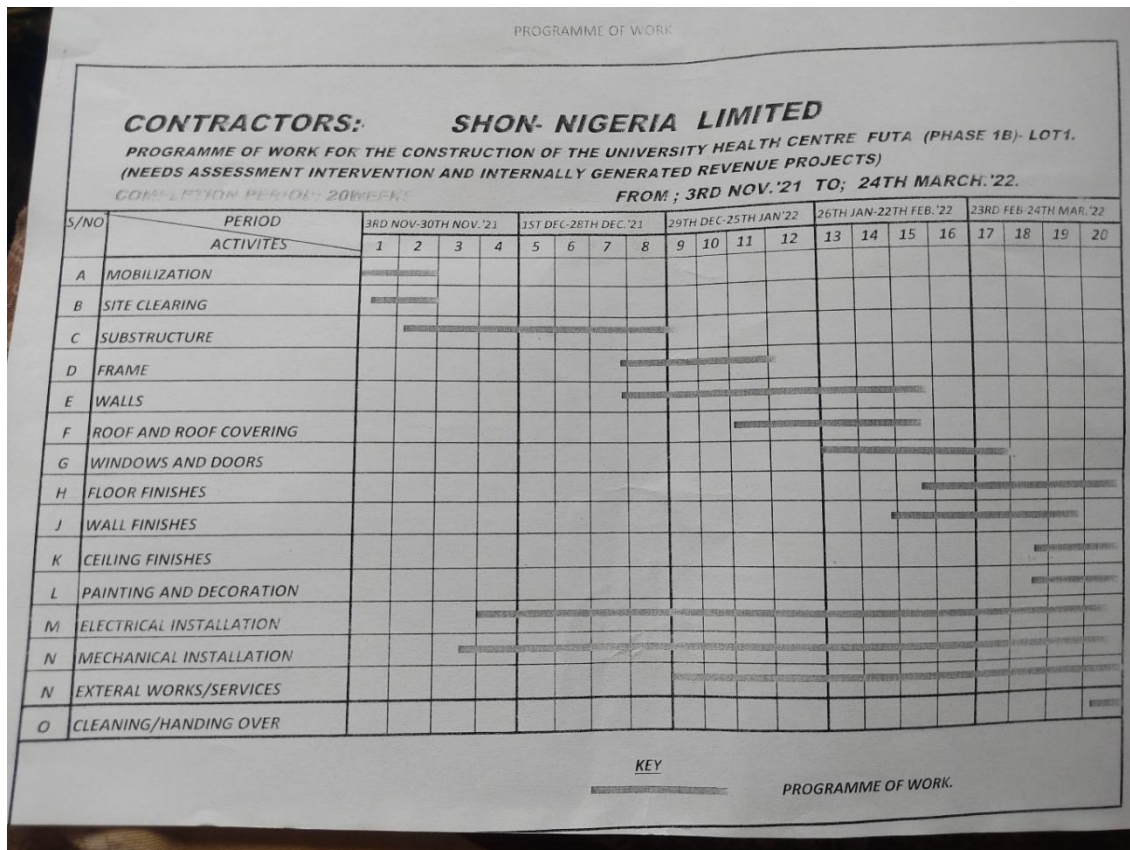 PROGRAMME OF WORK
CONTRACTORS: SHON- NIGERIA LIMITED
PROGRAMME OF WORK FOR THE CONSTRUCTION OF THE UNIVERSITY HEALTH CENTRE FUTA (PHASE 1B)- LOT1.
(NEEDS ASSESSMENT INTERVENTION AND INTERNALLY GENERATED REVENUE PROJECTS)
COMPLETION PERIOD: 20WEEKS FROM ; 3RD NOV.'21 TO; 24TH MARCH.'22.
S/NO PERIOD 3RD NOV-30TH NOV.'21 1ST DEC-28TH DEC.'21 29TH DEC-25TH JAN'22 26TH JAN-22TH FEB.'22 23RD FEB-24TH MAR.'22
ACTIVITES 1 2 3 4 5 6 7 8 9 10 11 12 13 14 15 16 17 18 19 20
A MOBILIZATION
B SITE CLEARING
C SUBSTRUCTURE
D FRAME
E WALLS
F ROOF AND ROOF COVERING
G WINDOWS AND DOORS
H FLOOR FINISHES
J WALL FINISHES
K CEILING FINISHES
L PAINTING AND DECORATION
M ELECTRICAL INSTALLATION
N MECHANICAL INSTALLATION
N EXTERAL WORKS/SERVICES
O CLEANING/HANDING OVER
KEY
PROGRAMME OF WORK.